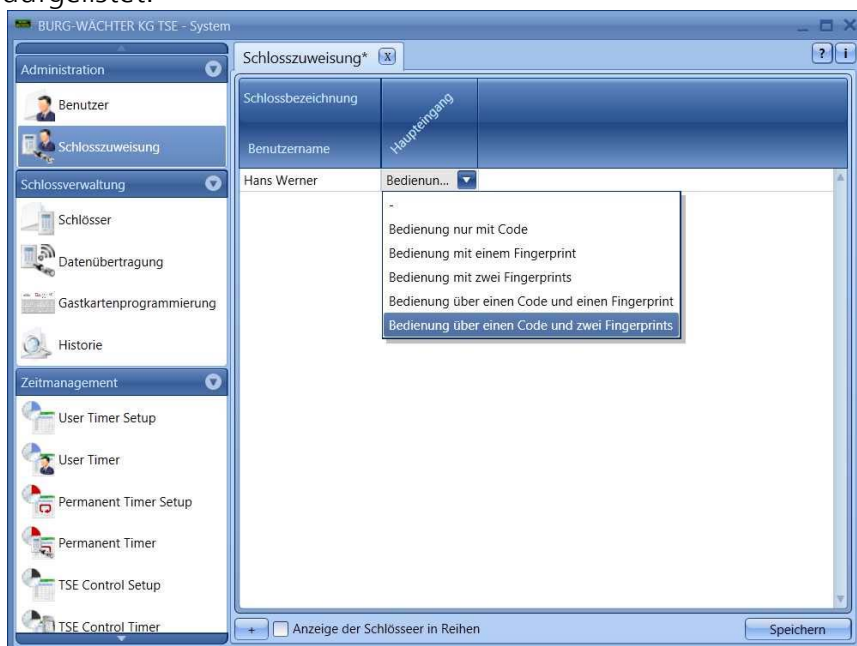 aufgelistet.
BURG-WÄCHTER KG TSE - System
Administration
Benutzer
Schlosszuweisung
Schlossverwaltung
Schlösser
Datenübertragung
Gastkartenprogrammierung
Historie
Zeitmanagement
User Timer Setup
User Timer
Permanent Timer Setup
Permanent Timer
TSE Control Setup
TSE Control Timer
Schlosszuweisung* X
? i
Schlossbezeichnung
Haupteingang
Benutzername
Hans Werner Bedienun...
-
Bedienung nur mit Code
Bedienung mit einem Fingerprint
Bedienung mit zwei Fingerprints
Bedienung über einen Code und einen Fingerprint
Bedienung über einen Code und zwei Fingerprints
+ Anzeige der Schlösseer in Reihen Speichern